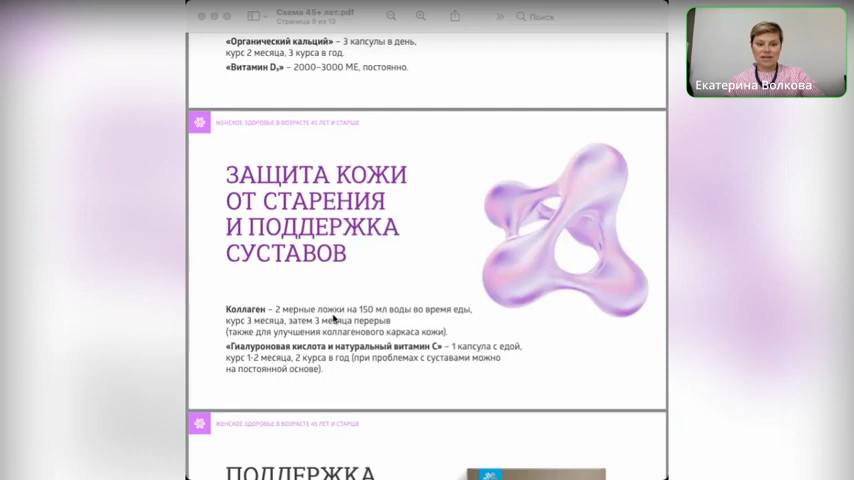 Схема 45+ лет.pdf
Страница 9 из 10
Поиск
Екатерина Волкова
«Органический кальций» – 3 капсулы в день,
курс 2 месяца, 3 курса в год.
«Витамин D₃» – 2000–3000 МЕ, постоянно.
ЖЕНСКОЕ ЗДОРОВЬЕ В ВОЗРАСТЕ 45 ЛЕТ И СТАРШЕ
ЗАЩИТА КОЖИ
ОТ СТАРЕНИЯ
И ПОДДЕРЖКА
СУСТАВОВ
Коллаген – 2 мерные ложки на 150 мл воды во время еды,
курс 3 месяца, затем 3 месяца перерыв
(также для улучшения коллагенового каркаса кожи).
«Гиалуроновая кислота и натуральный витамин С» – 1 капсула с едой,
курс 1-2 месяца, 2 курса в год (при проблемах с суставами можно
на постоянной основе).
ЖЕНСКОЕ ЗДОРОВЬЕ В ВОЗРАСТЕ 45 ЛЕТ И СТАРШЕ
ПОДДЕРЖКА